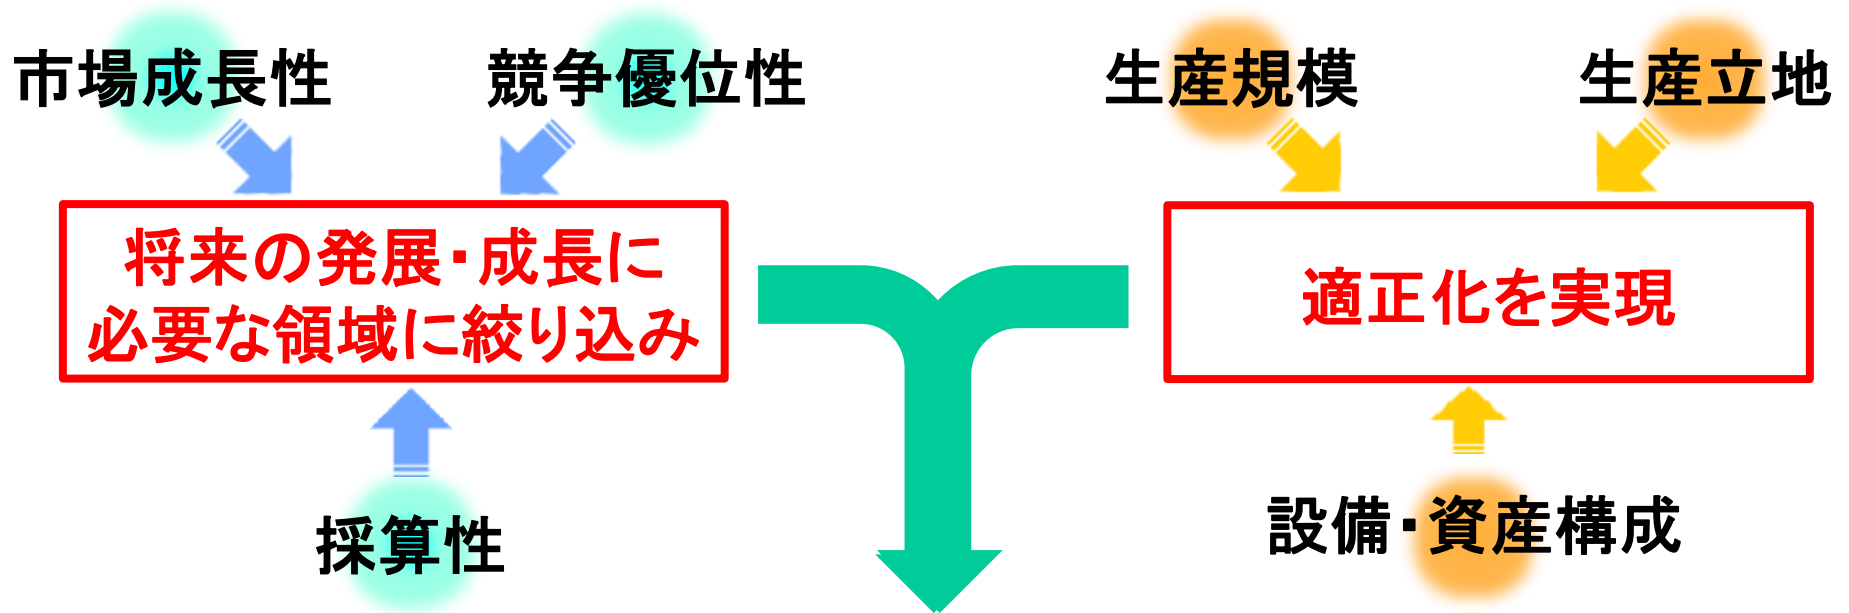 市場成長性
競争優位性
将来の発展・成長に
必要な領域に絞り込み
採算性
生産規模
生産立地
適正化を実現
設備・資産構成